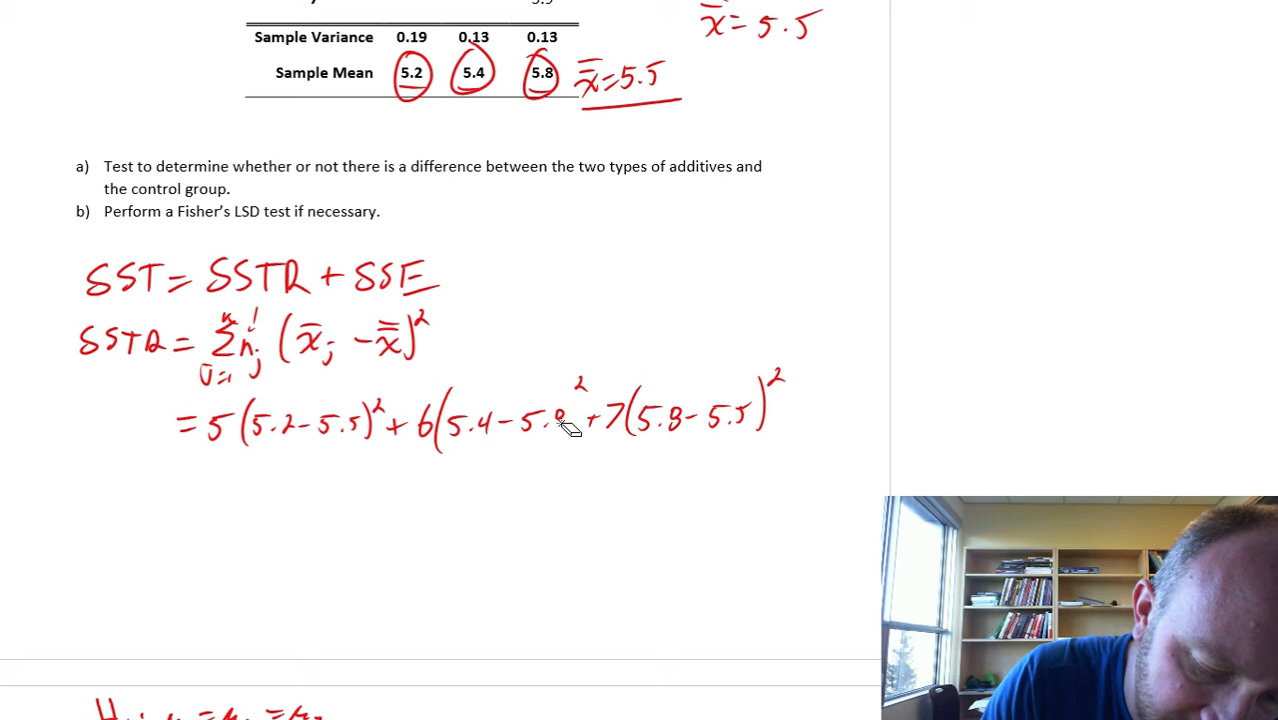 x̿ = 5.5
Sample Variance 0.19 0.13 0.13
Sample Mean 5.2 5.4 5.8 x̿ = 5.5
a) Test to determine whether or not there is a difference between the two types of additives and
the control group.
b) Perform a Fisher's LSD test if necessary.
SST = SSTR + SSE
SSTR = Σ nj (x̄j - x̿)²
= 5(5.2 - 5.5)² + 6(5.4 - 5.8 ² + 7(5.8 - 5.5)²